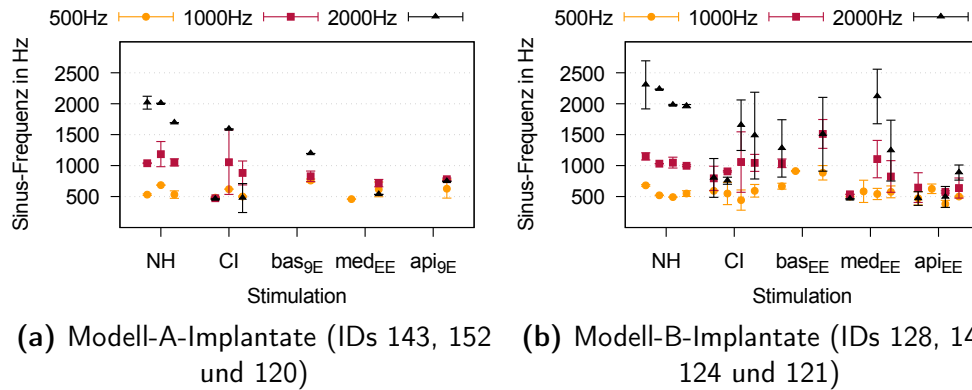 500Hz 1000Hz 2000Hz
Sinus-Frequenz in Hz
2500
2000
1500
1000
500
NH CI bas9E medEE api9E
Stimulation
(a) Modell-A-Implantate (IDs 143, 152
und 120)
500Hz 1000Hz 2000Hz
Sinus-Frequenz in Hz
2500
2000
1500
1000
500
NH CI basEE medEE apiEE
Stimulation
(b) Modell-B-Implantate (IDs 128,
124 und 121)